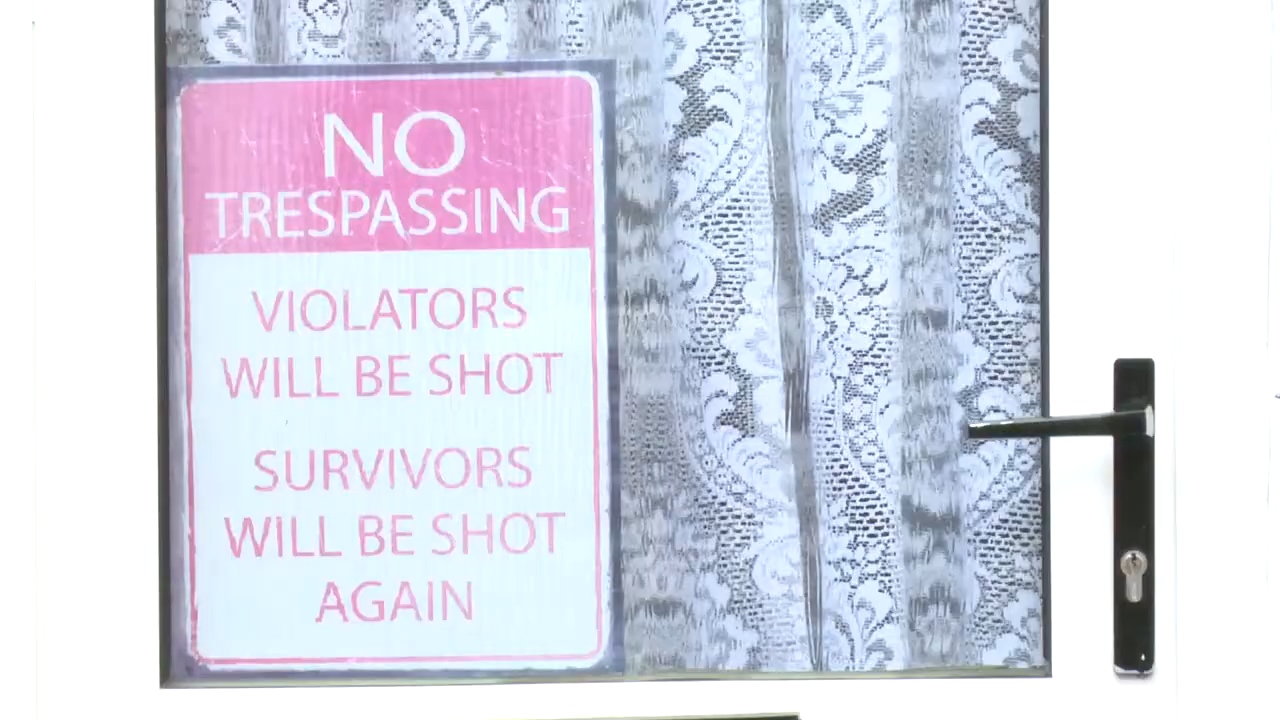 NO
TRESPASSING
VIOLATORS
WILL BE SHOT
SURVIVORS
WILL BE SHOT
AGAIN